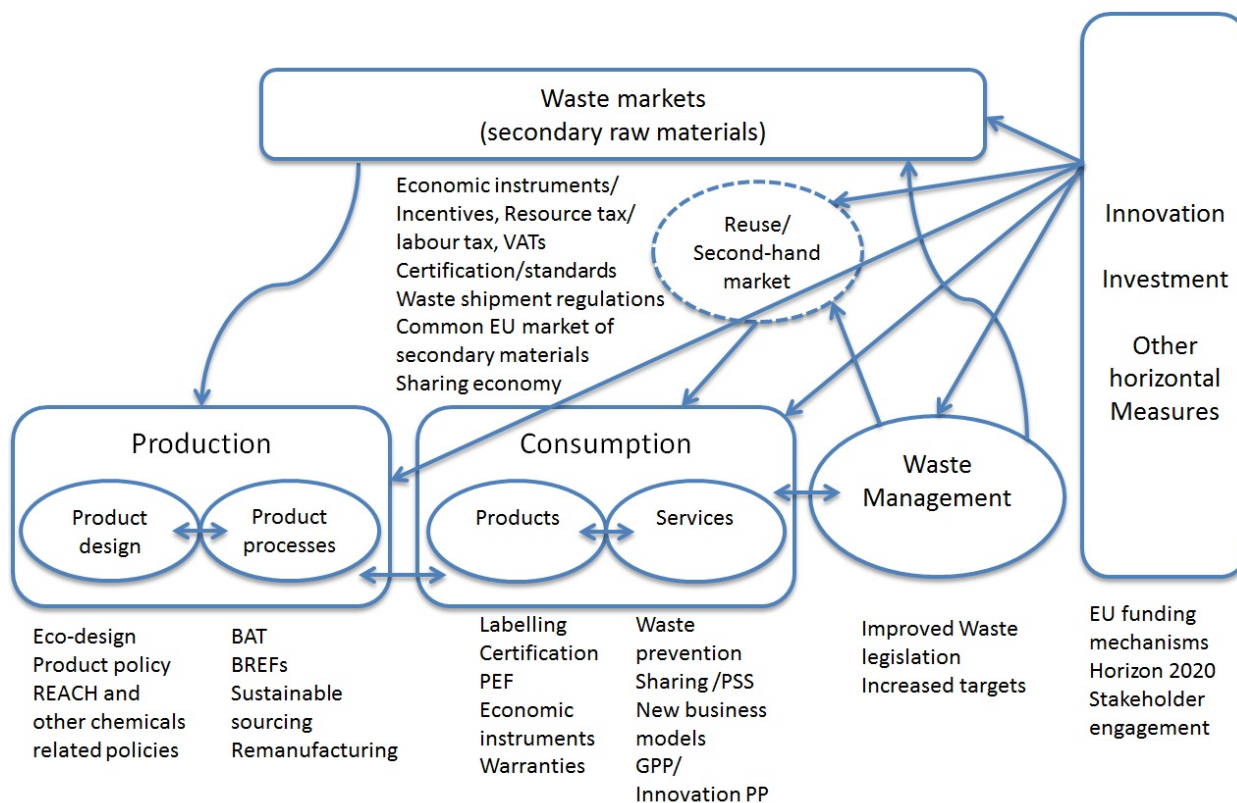 Waste markets
(secondary raw materials)
Economic instruments/
Incentives, Resource tax/
labour tax, VATs
Certification/standards
Waste shipment regulations
Common EU market of
secondary materials
Sharing economy
Reuse/
Second-hand
market
Innovation
Investment
Other
horizontal
Measures
Production
Product
design
Product
processes
Consumption
Products
Services
Waste
Management
Eco-design
Product policy
REACH and
other chemicals
related policies
BAT
BREFs
Sustainable
sourcing
Remanufacturing
Labelling
Certification
PEF
Economic
instruments
Warranties
Waste
prevention
Sharing /PSS
New business
models
GPP/
Innovation PP
Improved Waste
legislation
Increased targets
EU funding
mechanisms
Horizon 2020
Stakeholder
engagement